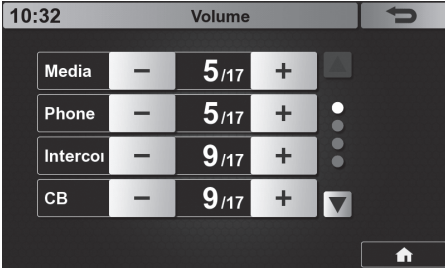 10:32 Volume
Media − 5/17 +
Phone − 5/17 +
Intercoı − 9/17 +
CB − 9/17 +